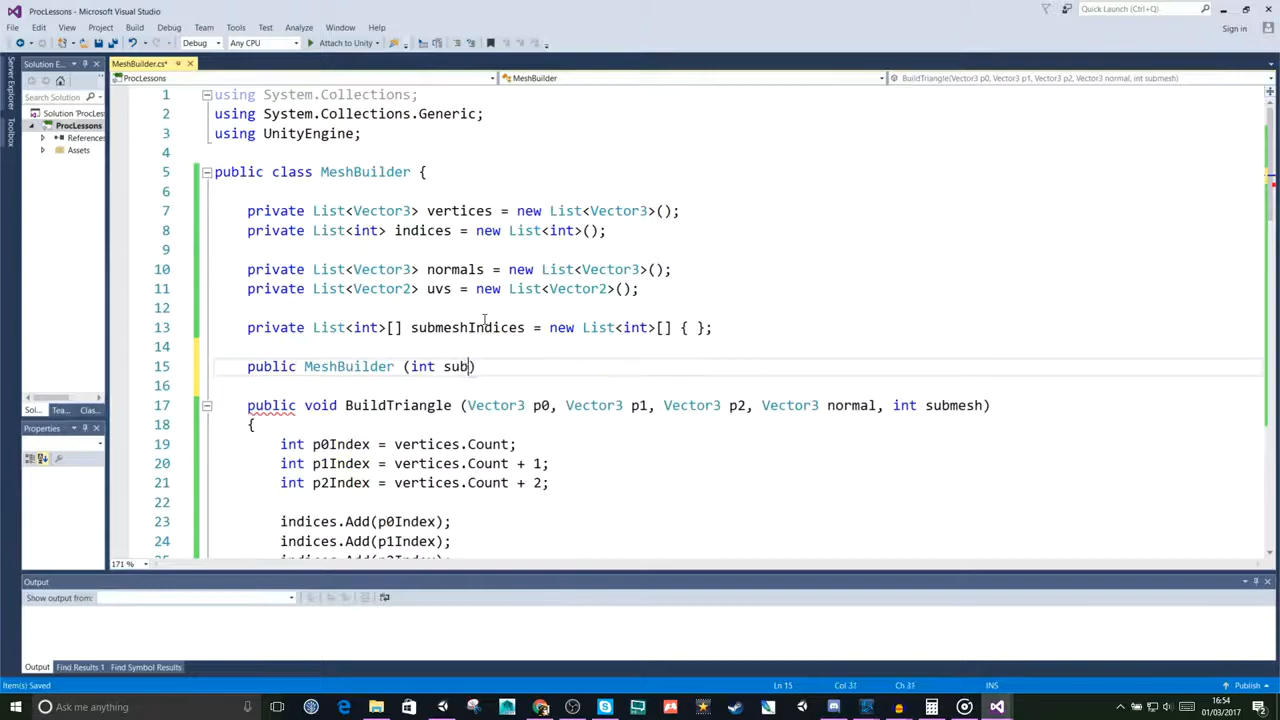 ProcLessons - Microsoft Visual Studio
Quick Launch (Ctrl+Q)
File Edit View Project Build Debug Team Tools Test Analyze Window Help
Sign in
Debug Any CPU Attach to Unity
Server Explorer
Toolbox
Solution E...
Search Solution
Solution 'ProcLess
ProcLessons
References
Assets
MeshBuilder.cs*
ProcLessons MeshBuilder BuildTriangle(Vector3 p0, Vector3 p1, Vector3 p2, Vector3 normal, int submesh)
1 using System.Collections;
2 using System.Collections.Generic;
3 using UnityEngine;
4
5 public class MeshBuilder {
6
7 private List<Vector3> vertices = new List<Vector3>();
8 private List<int> indices = new List<int>();
9
10 private List<Vector3> normals = new List<Vector3>();
11 private List<Vector2> uvs = new List<Vector2>();
12
13 private List<int>[] submeshIndices = new List<int>[] { };
14
15 public MeshBuilder (int sub)
16
17 public void BuildTriangle (Vector3 p0, Vector3 p1, Vector3 p2, Vector3 normal, int submesh)
18 {
19 int p0Index = vertices.Count;
20 int p1Index = vertices.Count + 1;
21 int p2Index = vertices.Count + 2;
22
23 indices.Add(p0Index);
24 indices.Add(p1Index);
Sol... Tea... Clas...
Properties
171 %
Output
Show output from:
Output Find Results 1 Find Symbol Results
Item(s) Saved Ln 15 Col 31 Ch 31 INS Publish
Ask me anything
16:54
01/03/2017